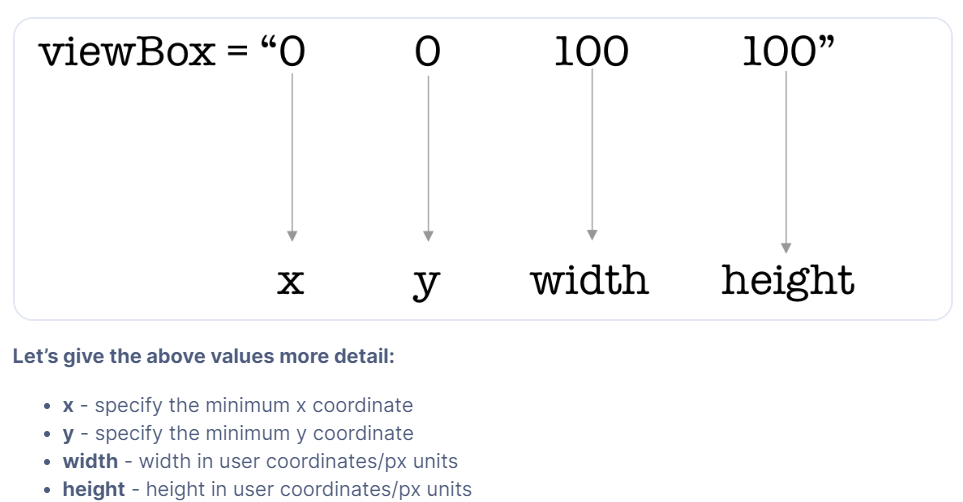 viewBox = “0 0 100 100”
x y width height
Let’s give the above values more detail:
• x - specify the minimum x coordinate
• y - specify the minimum y coordinate
• width - width in user coordinates/px units
• height - height in user coordinates/px units